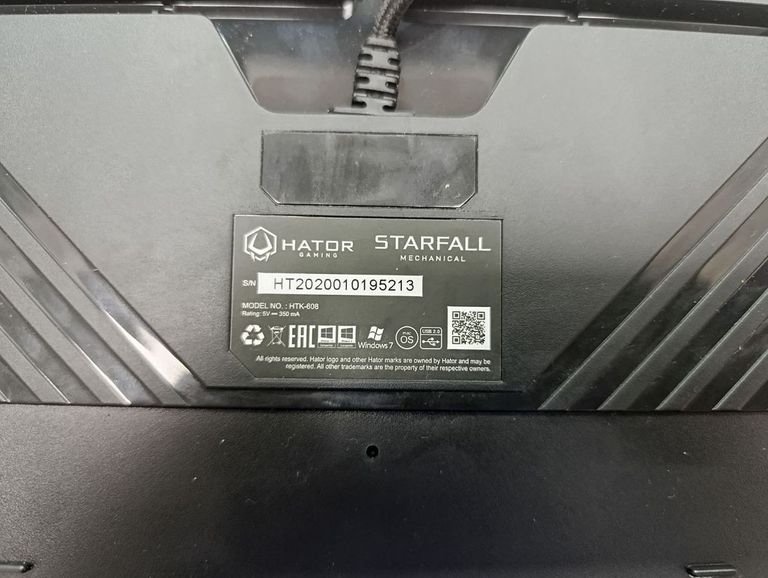 HATOR
GAMING
STARFALL
MECHANICAL
S/N HT2020010195213
MODEL NO. : HTK-608
Rating: 5V⎓ 350 mA
EAC Windows 7 mac OS USB 2.0
All rights reserved. Hator logo and other Hator marks are owned by Hator and may be
registered. All other trademarks are the property of their respective owners.